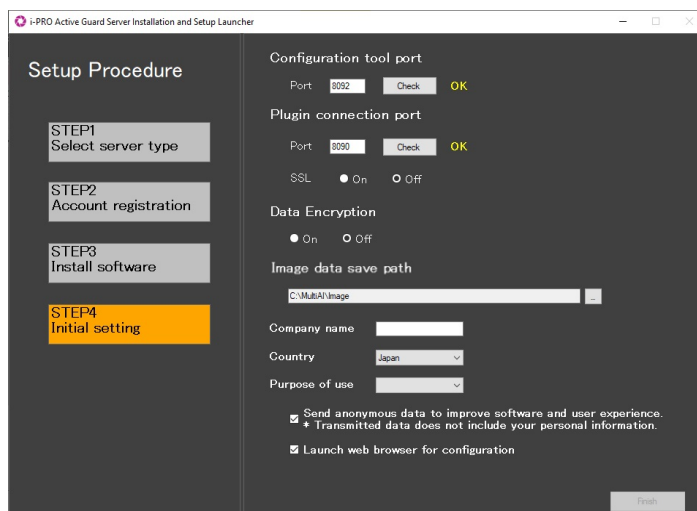 i-PRO Active Guard Server Installation and Setup Launcher
Setup Procedure
STEP1
Select server type
STEP2
Account registration
STEP3
Install software
STEP4
Initial setting
Configuration tool port
Port 8092 Check OK
Plugin connection port
Port 8090 Check OK
SSL On Off
Data Encryption
On Off
Image data save path
C:\MultiAI\Image ...
Company name
Country Japan
Purpose of use
Send anonymous data to improve software and user experience.
* Transmitted data does not include your personal information.
Launch web browser for configuration
Finish